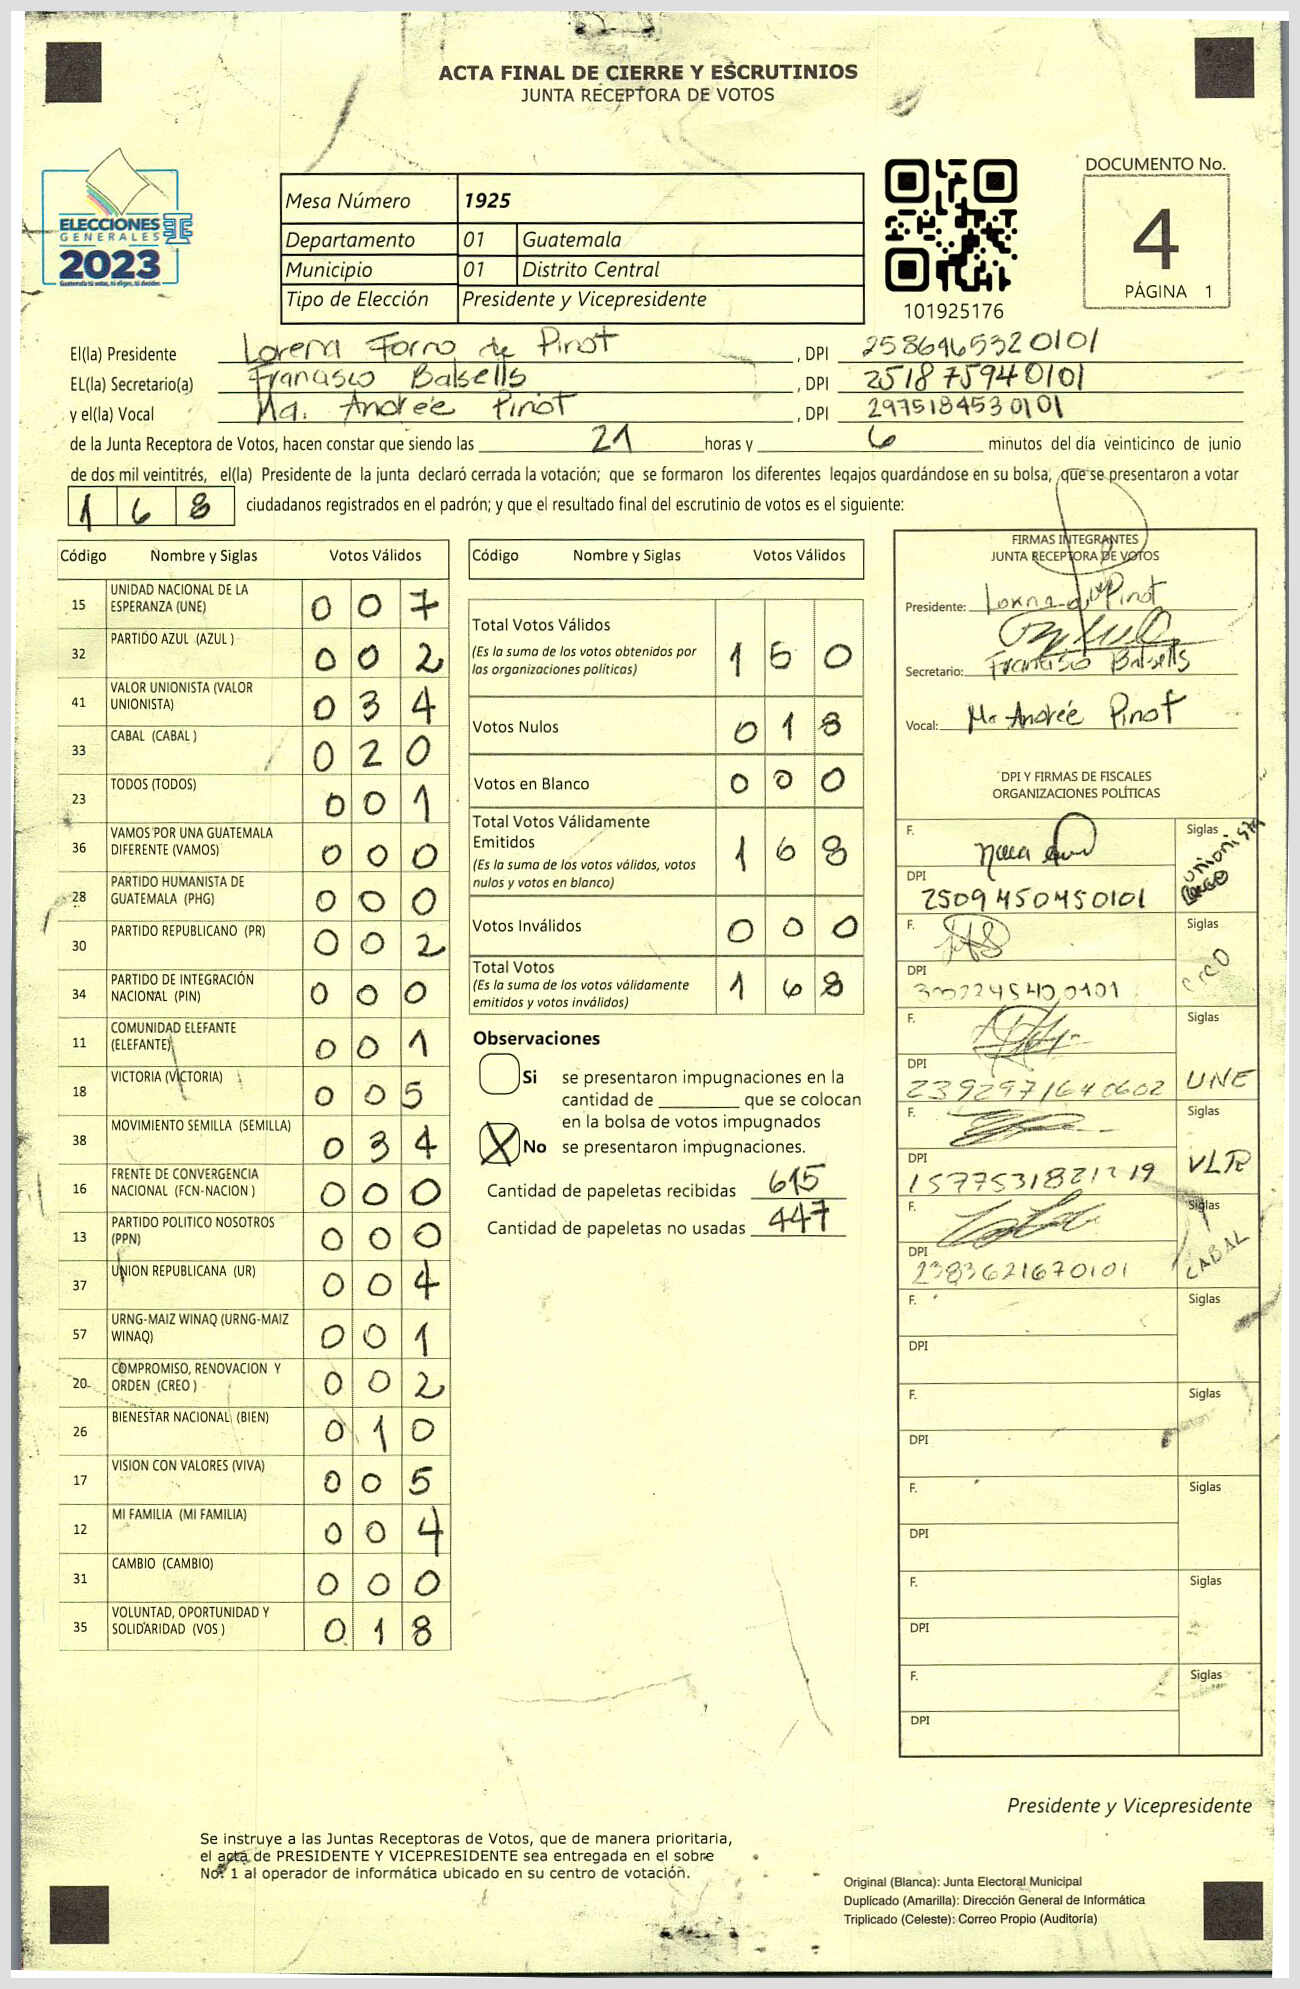 ACTA FINAL DE CIERRE Y ESCRUTINIOS
JUNTA RECEPTORA DE VOTOS
ELECCIONES
GENERALES
2023
Guatemala tú votas, tú eliges, tú decides
Mesa Número 1925
Departamento 01 Guatemala
Municipio 01 Distrito Central
Tipo de Elección Presidente y Vicepresidente
101925176
DOCUMENTO No.
4
PÁGINA 1
El(la) Presidente Lorena Forno de Pinot, DPI 2586465320101
EL(la) Secretario(a) Francisco Balsells, DPI 251875940101
y el(la) Vocal Ma. Andrée Pinot, DPI 2975184530101
de la Junta Receptora de Votos, hacen constar que siendo las 21 horas y 6 minutos del día veinticinco de junio
de dos mil veintitrés, el(la) Presidente de la junta declaró cerrada la votación; que se formaron los diferentes legajos guardándose en su bolsa, que se presentaron a votar
168 ciudadanos registrados en el padrón; y que el resultado final del escrutinio de votos es el siguiente:
Código Nombre y Siglas Votos Válidos
15 UNIDAD NACIONAL DE LA ESPERANZA (UNE) 0 0 7
32 PARTIDO AZUL (AZUL ) 0 0 2
41 VALOR UNIONISTA (VALOR UNIONISTA) 0 3 4
33 CABAL (CABAL ) 0 2 0
23 TODOS (TODOS) 0 0 1
36 VAMOS POR UNA GUATEMALA DIFERENTE (VAMOS) 0 0 0
28 PARTIDO HUMANISTA DE GUATEMALA (PHG) 0 0 0
30 PARTIDO REPUBLICANO (PR) 0 0 2
34 PARTIDO DE INTEGRACIÓN NACIONAL (PIN) 0 0 0
11 COMUNIDAD ELEFANTE (ELEFANTE) 0 0 1
18 VICTORIA (VICTORIA) 0 0 5
38 MOVIMIENTO SEMILLA (SEMILLA) 0 3 4
16 FRENTE DE CONVERGENCIA NACIONAL (FCN-NACION ) 0 0 0
13 PARTIDO POLITICO NOSOTROS (PPN) 0 0 0
37 UNION REPUBLICANA (UR) 0 0 4
57 URNG-MAIZ WINAQ (URNG-MAIZ WINAQ) 0 0 1
20 COMPROMISO, RENOVACION Y ORDEN (CREO ) 0 0 2
26 BIENESTAR NACIONAL (BIEN) 0 1 0
17 VISION CON VALORES (VIVA) 0 0 5
12 MI FAMILIA (MI FAMILIA) 0 0 4
31 CAMBIO (CAMBIO) 0 0 0
35 VOLUNTAD, OPORTUNIDAD Y SOLIDARIDAD (VOS ) 0 1 8
Código Nombre y Siglas Votos Válidos
Total Votos Válidos 1 5 0
(Es la suma de los votos obtenidos por
las organizaciones políticas)
Votos Nulos 0 1 8
Votos en Blanco 0 0 0
Total Votos Válidamente
Emitidos 1 6 8
(Es la suma de los votos válidos, votos
nulos y votos en blanco)
Votos Inválidos 0 0 0
Total Votos 1 6 8
(Es la suma de los votos válidamente
emitidos y votos inválidos)
Observaciones
Si se presentaron impugnaciones en la
cantidad de ________ que se colocan
en la bolsa de votos impugnados
X No se presentaron impugnaciones.
Cantidad de papeletas recibidas 615
Cantidad de papeletas no usadas 447
FIRMAS INTEGRANTES
JUNTA RECEPTORA DE VOTOS
Presidente: Pinot
Secretario: Francisco Balsells
Vocal: Ma Andrée Pinot
DPI Y FIRMAS DE FISCALES
ORGANIZACIONES POLÍTICAS
F. Siglas unionista
DPI 2509450450101
F. Siglas CREO
DPI
F. Siglas UNE
DPI 2392971640602
F. Siglas VLR
DPI 1577531821219
F. Siglas CABAL
DPI 2383621670101
F. Siglas
DPI
F. Siglas
DPI
F. Siglas
DPI
F. Siglas
DPI
F. Siglas
DPI
Presidente y Vicepresidente
Se instruye a las Juntas Receptoras de Votos, que de manera prioritaria,
el acta de PRESIDENTE Y VICEPRESIDENTE sea entregada en el sobre
No. 1 al operador de informática ubicado en su centro de votación.
Original (Blanca): Junta Electoral Municipal
Duplicado (Amarilla): Dirección General de Informática
Triplicado (Celeste): Correo Propio (Auditoría)